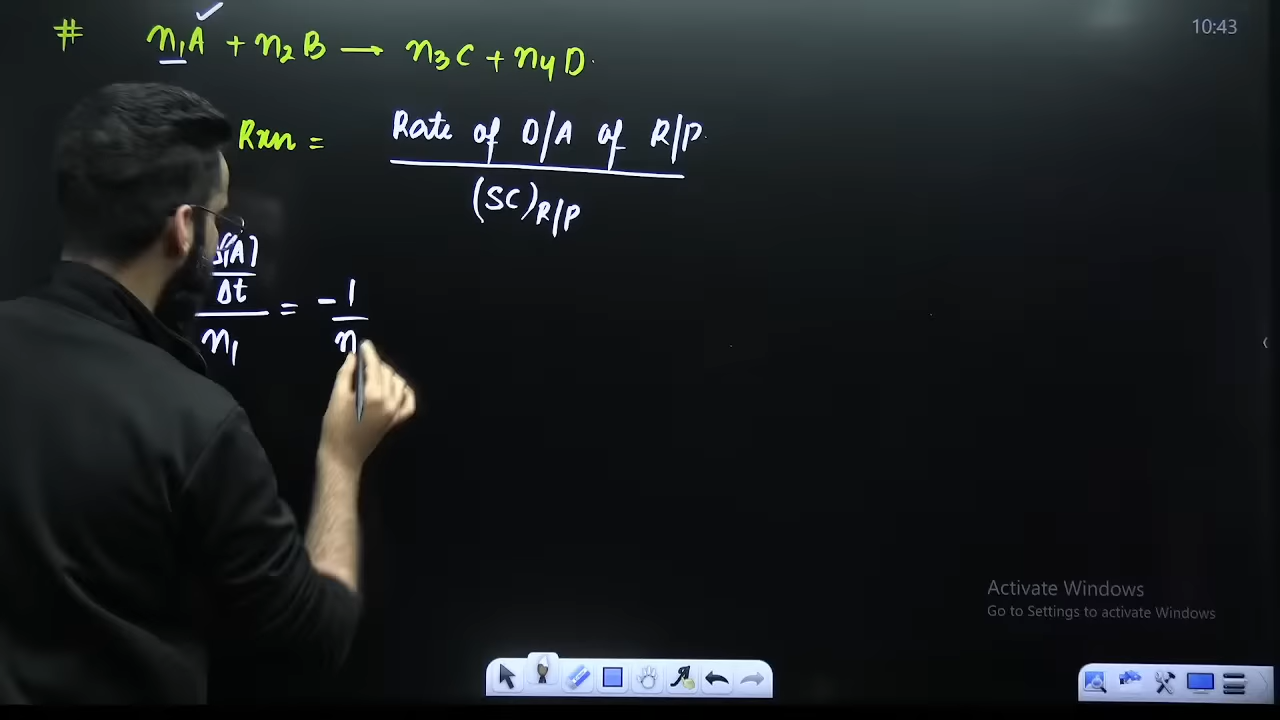 10:43
# n₁A + n₂B → n₃C + n₄D.
Rxn = Rate of D/A of R/P.
(SC)R/P
Δ[A]
Δt
n₁
= - 1
n
Activate Windows
Go to Settings to activate Windows